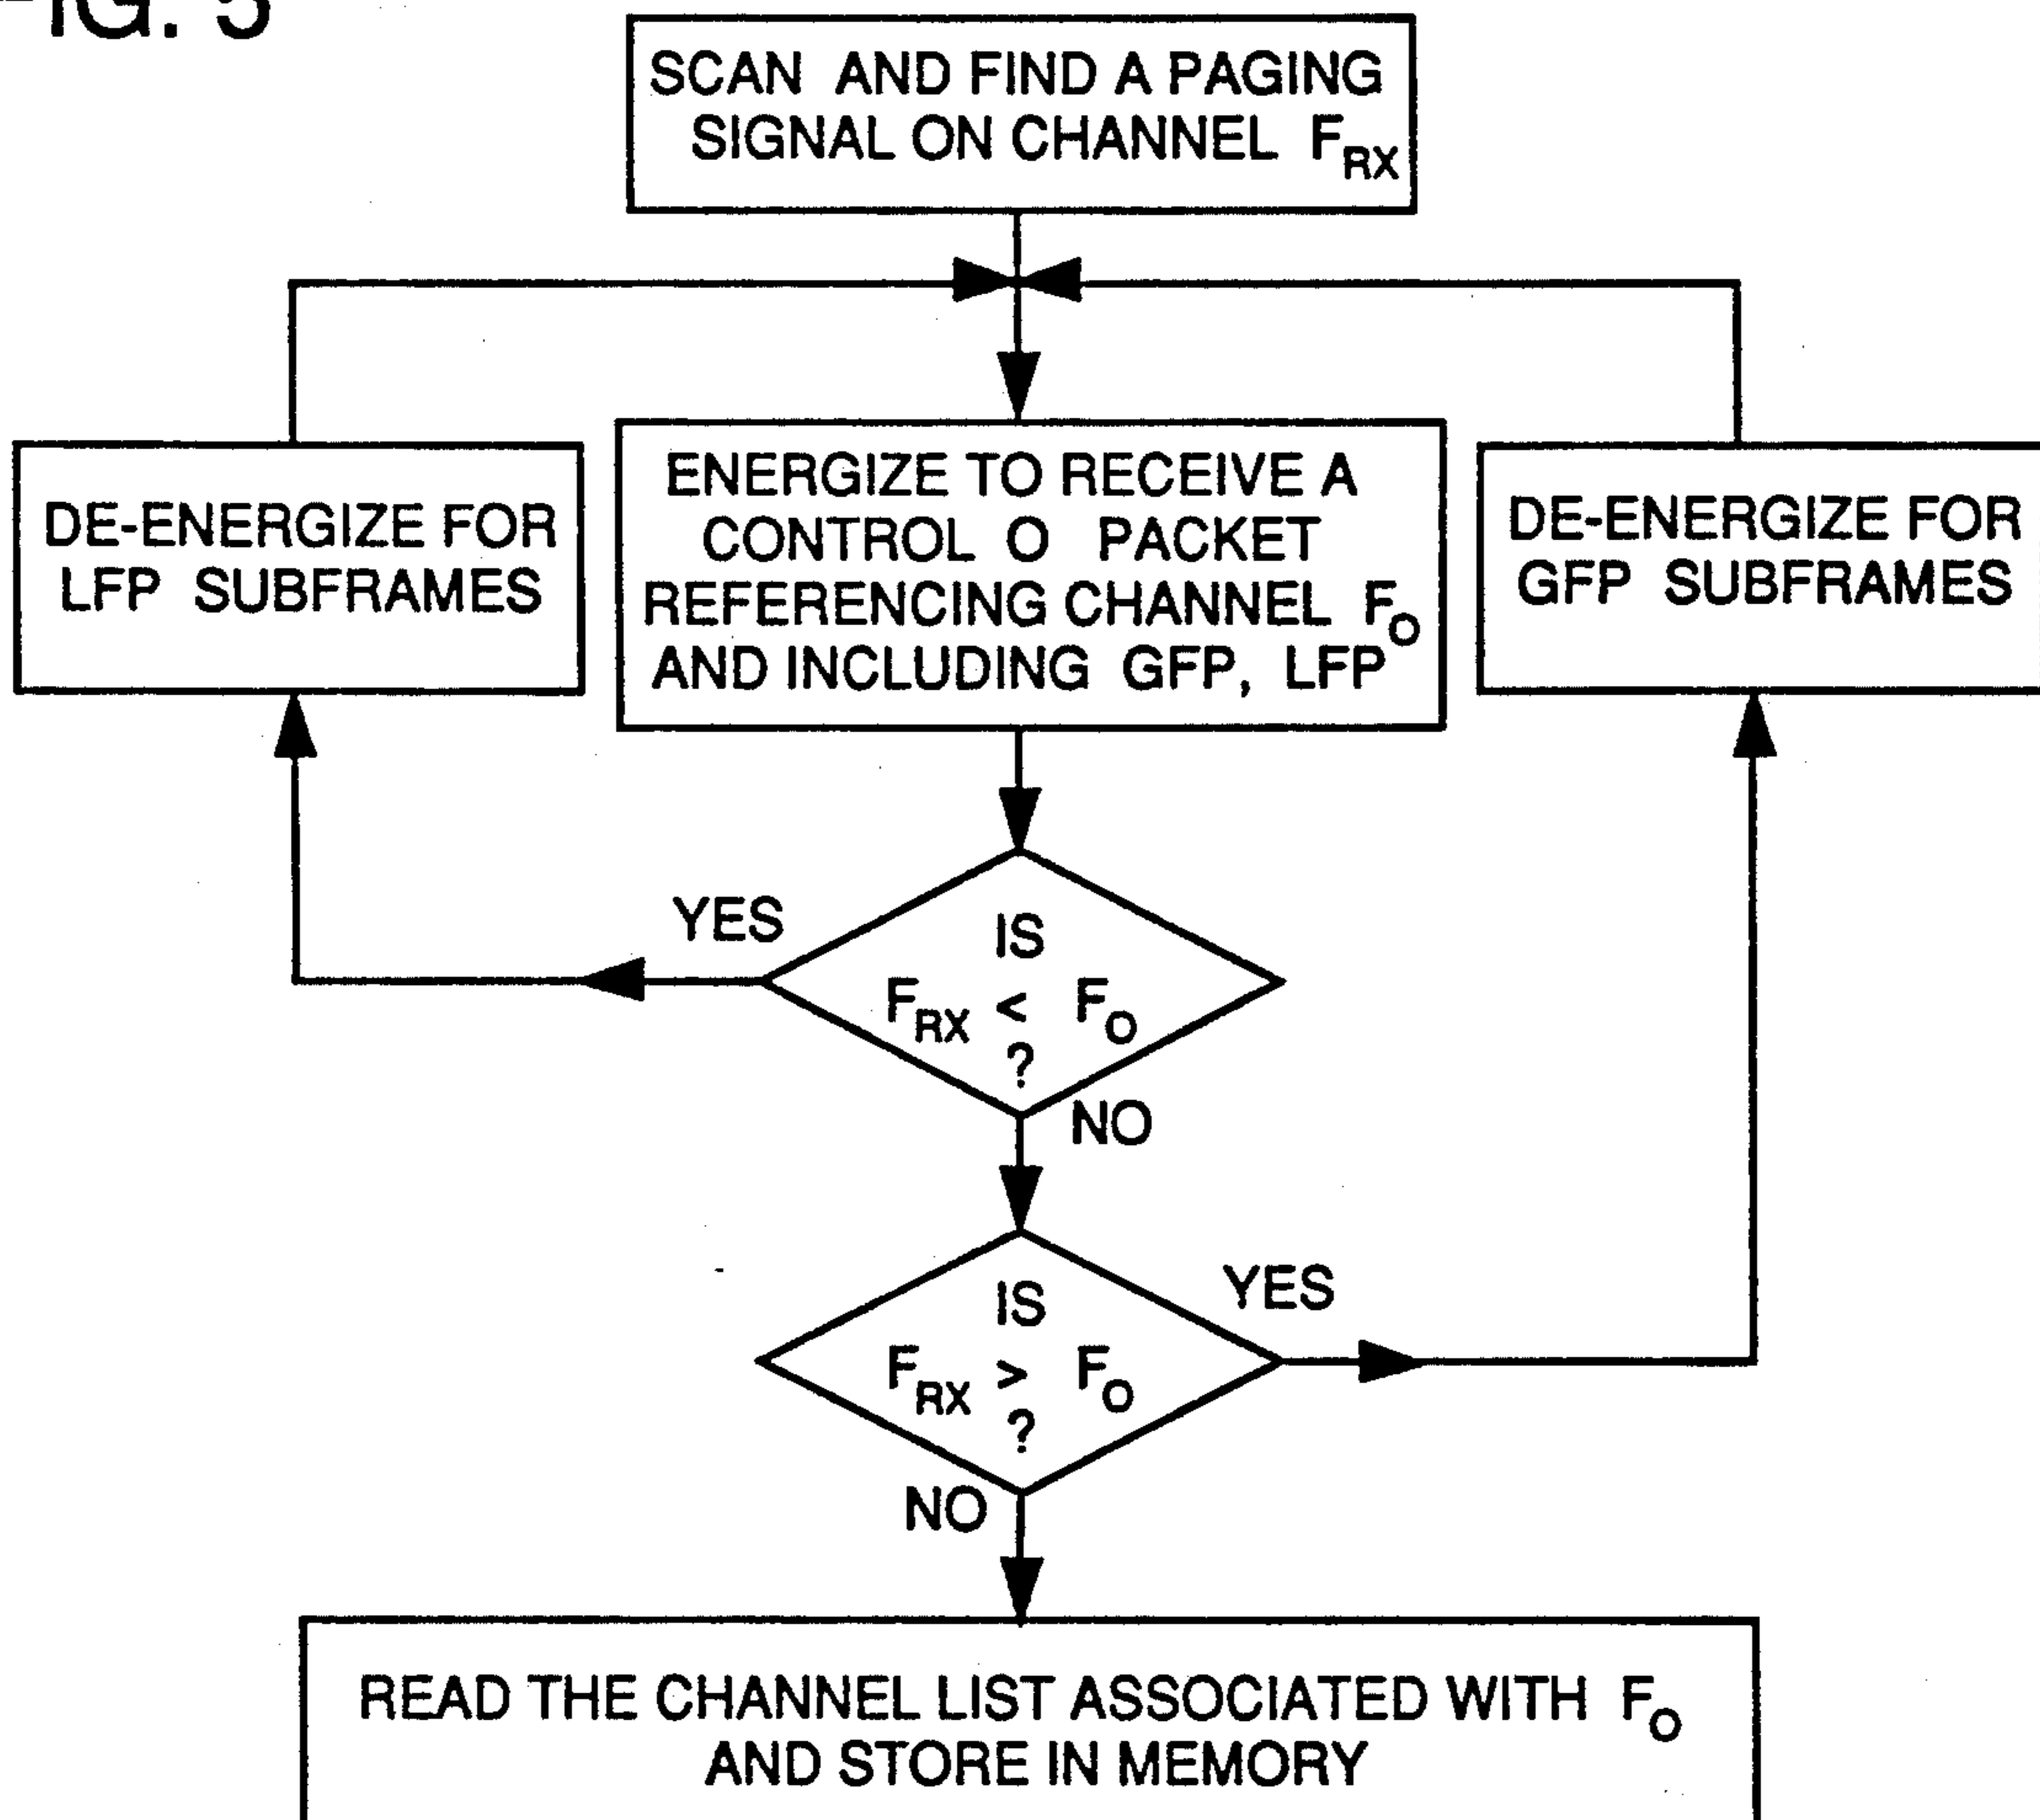 FIG. 5
SCAN AND FIND A PAGING
SIGNAL ON CHANNEL F_RX
DE-ENERGIZE FOR
LFP SUBFRAMES
ENERGIZE TO RECEIVE A
CONTROL O PACKET
REFERENCING CHANNEL F_O
AND INCLUDING GFP, LFP
DE-ENERGIZE FOR
GFP SUBFRAMES
YES
IS
F_RX < F_O
?
NO
IS
F_RX > F_O
?
YES
NO
READ THE CHANNEL LIST ASSOCIATED WITH F_O
AND STORE IN MEMORY